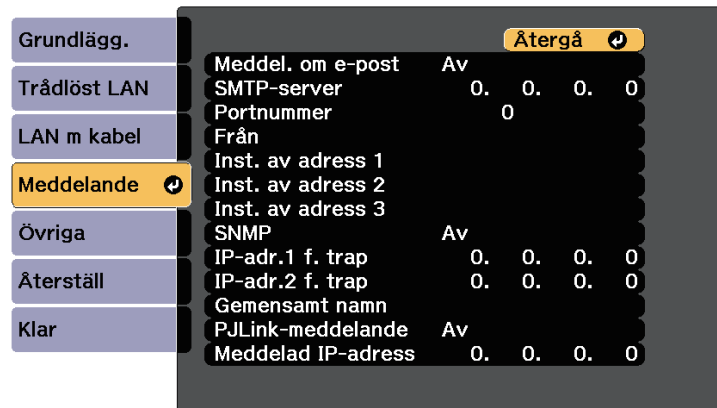 Grundlägg.
Trådlöst LAN
LAN m kabel
Meddelande
Övriga
Återställ
Klar
Återgå
Meddel. om e-post Av
SMTP-server 0. 0. 0. 0
Portnummer 0
Från
Inst. av adress 1
Inst. av adress 2
Inst. av adress 3
SNMP Av
IP-adr.1 f. trap 0. 0. 0. 0
IP-adr.2 f. trap 0. 0. 0. 0
Gemensamt namn
PJLink-meddelande Av
Meddelad IP-adress 0. 0. 0. 0